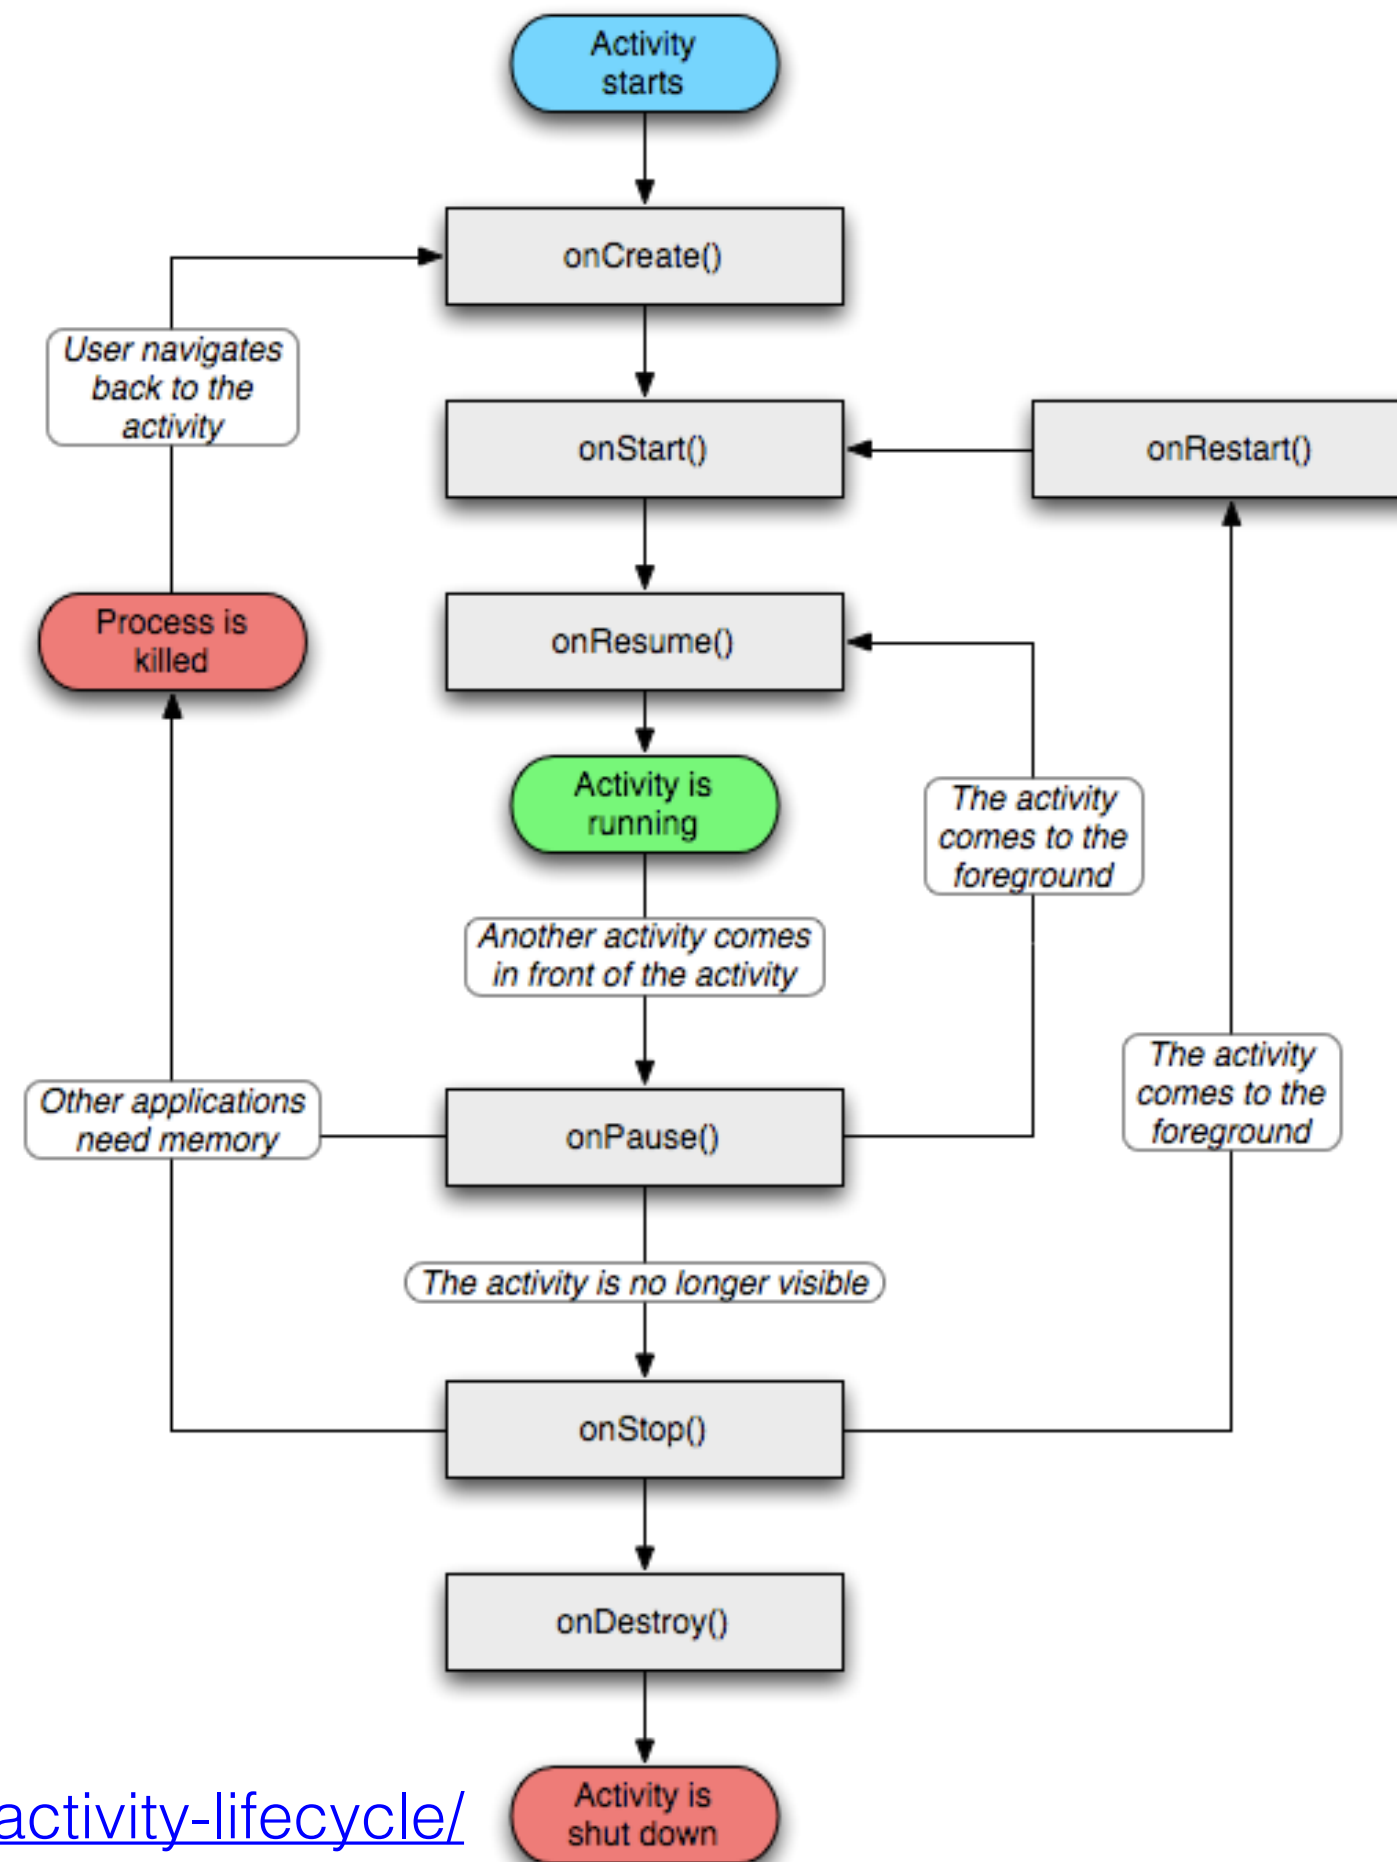 Activity
starts
onCreate()
User navigates
back to the
activity
onStart()
onRestart()
Process is
killed
onResume()
Activity is
running
The activity
comes to the
foreground
Another activity comes
in front of the activity
The activity
comes to the
foreground
Other applications
need memory
onPause()
The activity is no longer visible
onStop()
onDestroy()
activity-lifecycle/
Activity is
shut down